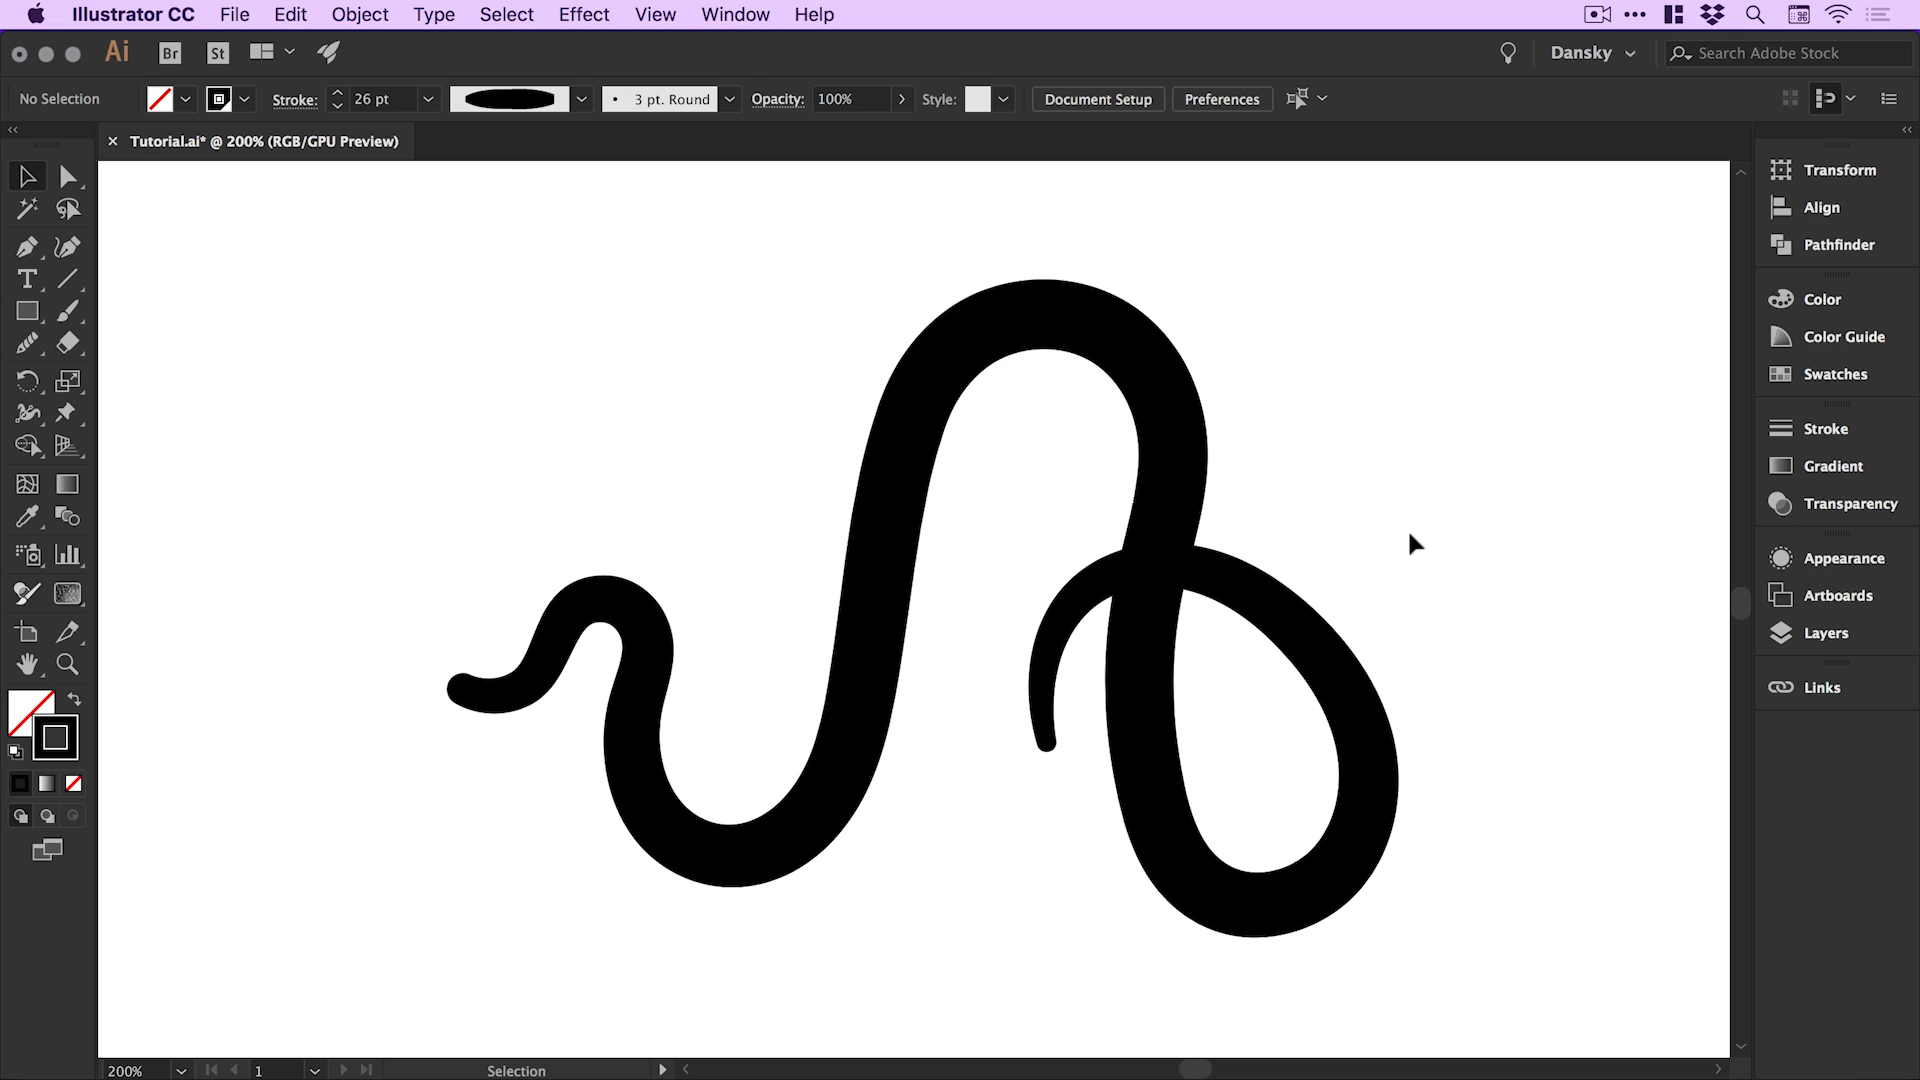 Illustrator CC File Edit Object Type Select Effect View Window Help
Ai Br St Dansky Search Adobe Stock
No Selection Stroke: 26 pt 3 pt. Round Opacity: 100% Style: Document Setup Preferences
× Tutorial.ai* @ 200% (RGB/GPU Preview)
Transform
Align
Pathfinder
Color
Color Guide
Swatches
Stroke
Gradient
Transparency
Appearance
Artboards
Layers
Links
200% 1 Selection